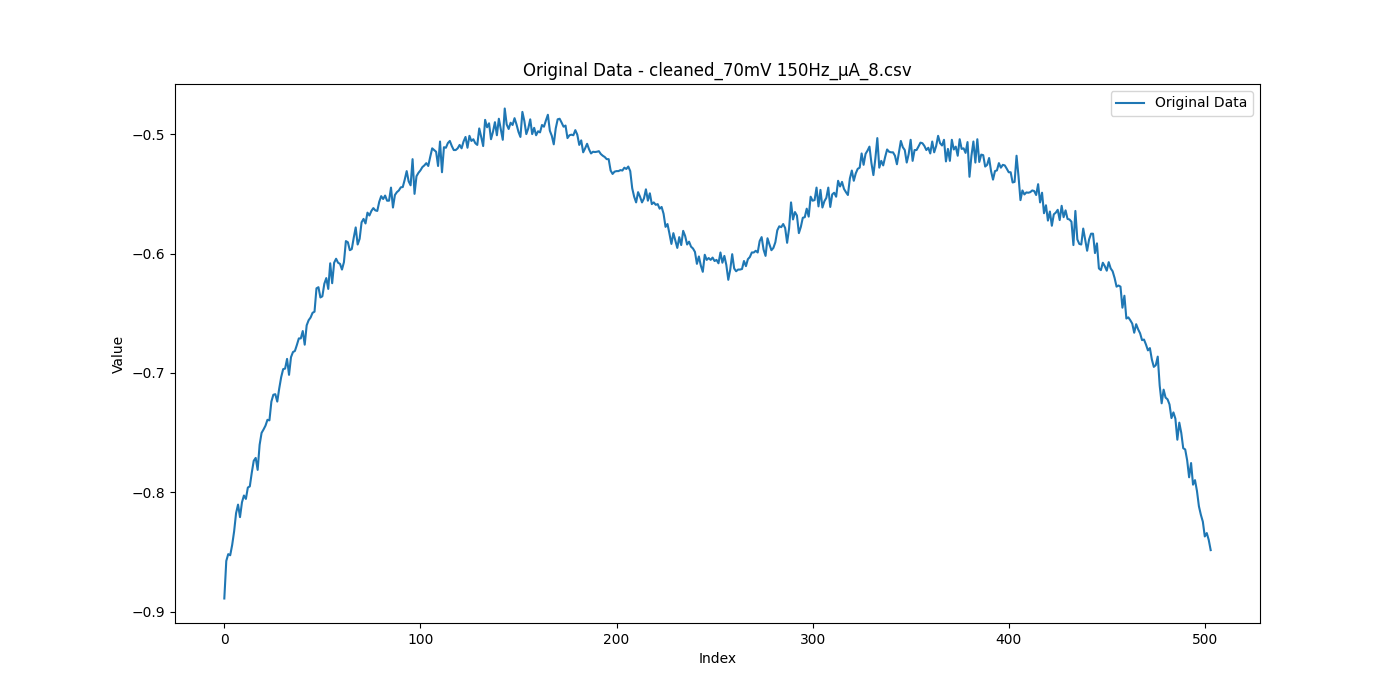 Original Data - cleaned_70mV 150Hz_µA_8.csv
Original Data
−0.5
−0.6
−0.7
−0.8
−0.9
Value
0 100 200 300 400 500
Index